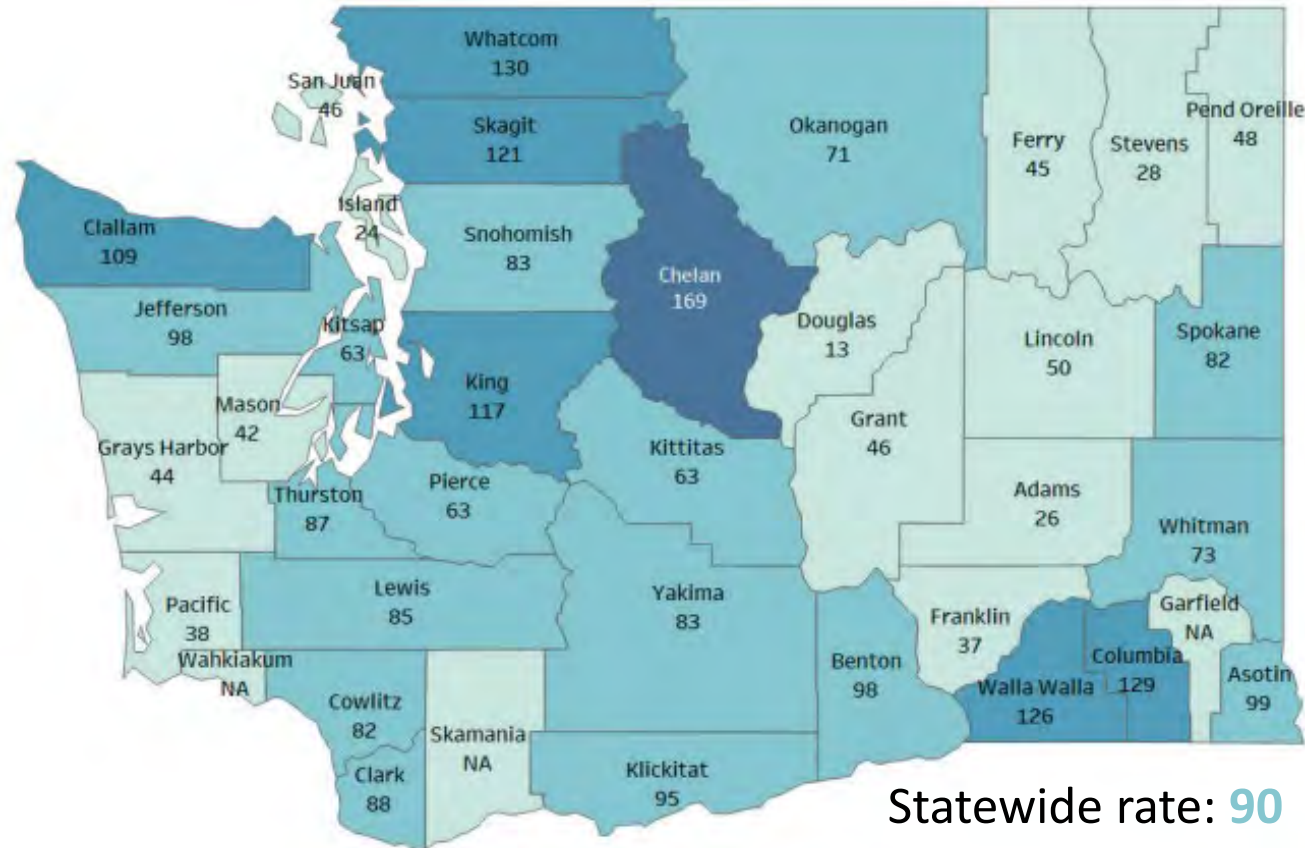 Whatcom
130
San Juan
46
Skagit
121
Okanogan
71
Ferry
45
Stevens
28
Pend Oreille
48
Island
24
Clallam
109
Snohomish
83
Chelan
169
Jefferson
98
Kitsap
63
Douglas
13
Lincoln
50
Spokane
82
King
117
Mason
42
Grant
46
Grays Harbor
44
Kittitas
63
Thurston
87
Pierce
63
Adams
26
Whitman
73
Lewis
85
Yakima
83
Pacific
38
Franklin
37
Garfield
NA
Wahkiakum
NA
Benton
98
Columbia
129
Asotin
99
Walla Walla
126
Cowlitz
82
Skamania
NA
Clark
88
Klickitat
95
Statewide rate: 90